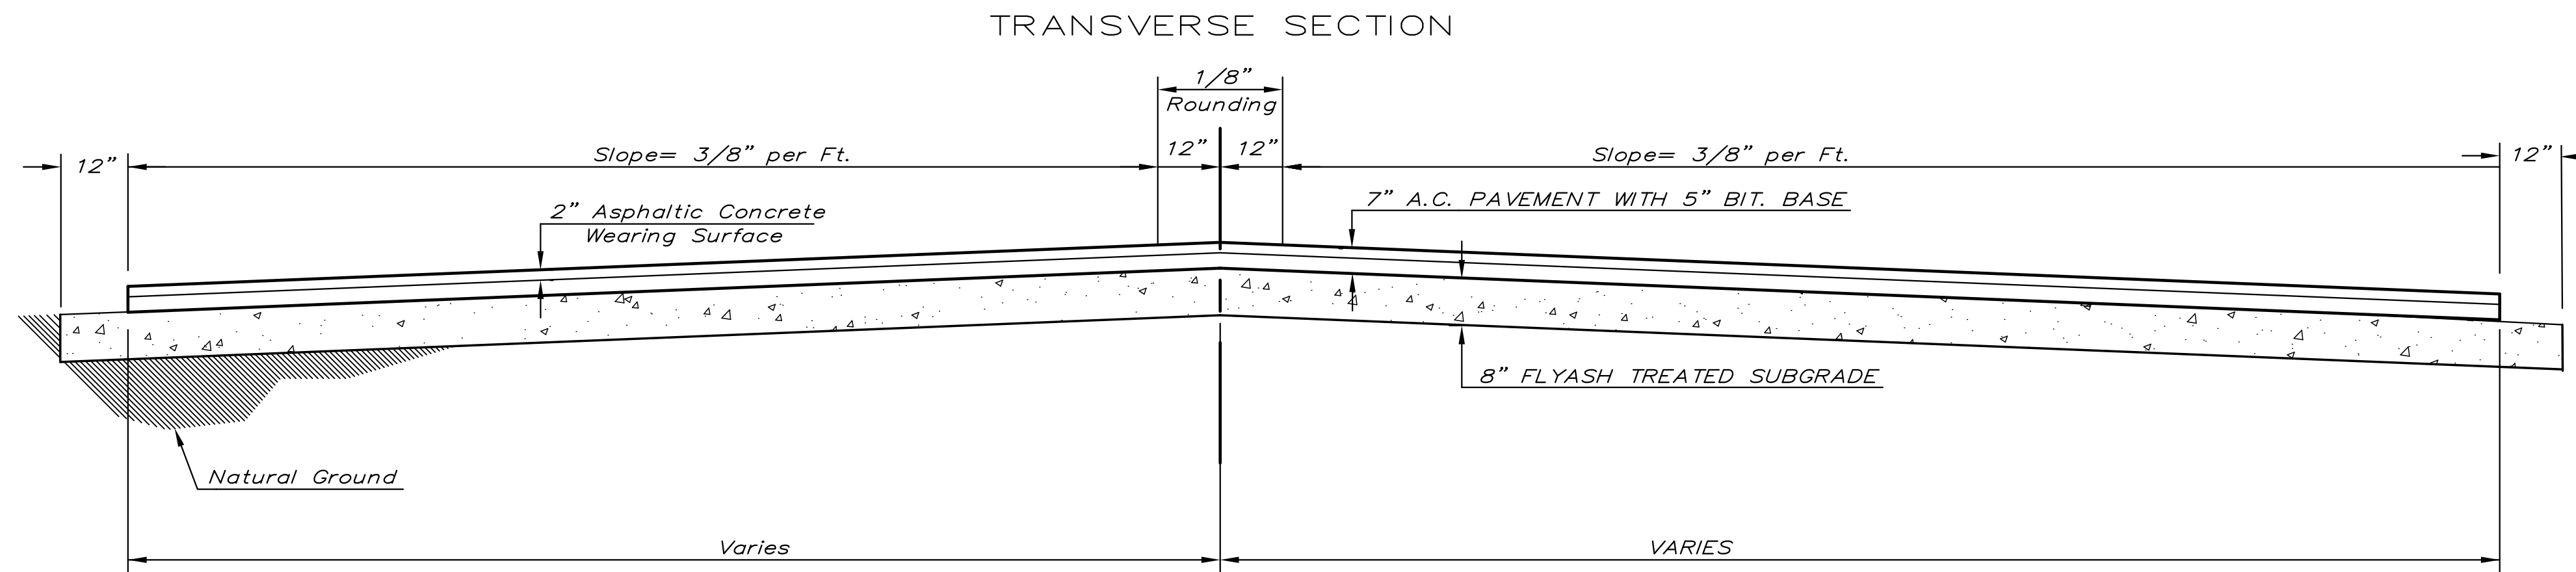 TRANSVERSE SECTION
1/8”
Rounding
12”
Slope= 3/8” per Ft.
12”
12”
Slope= 3/8” per Ft.
12”
2” Asphaltic Concrete
Wearing Surface
7” A.C. PAVEMENT WITH 5” BIT. BASE
8” FLYASH TREATED SUBGRADE
Natural Ground
Varies
VARIES